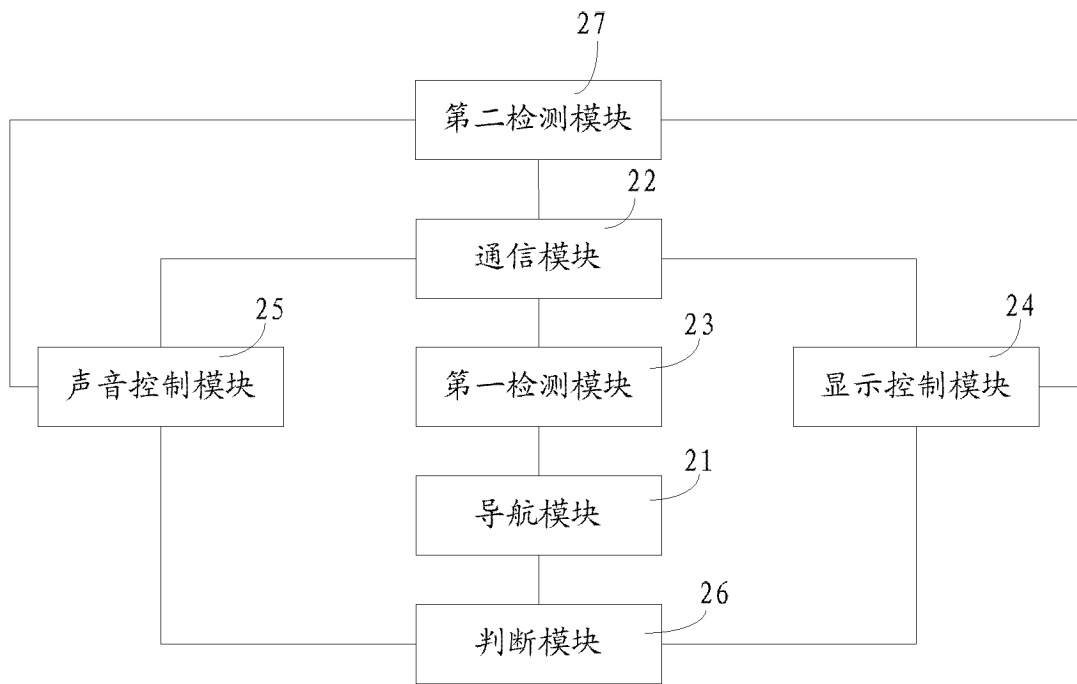 27
第二检测模块
22
通信模块
25
声音控制模块
23
第一检测模块
24
显示控制模块
21
导航模块
26
判断模块